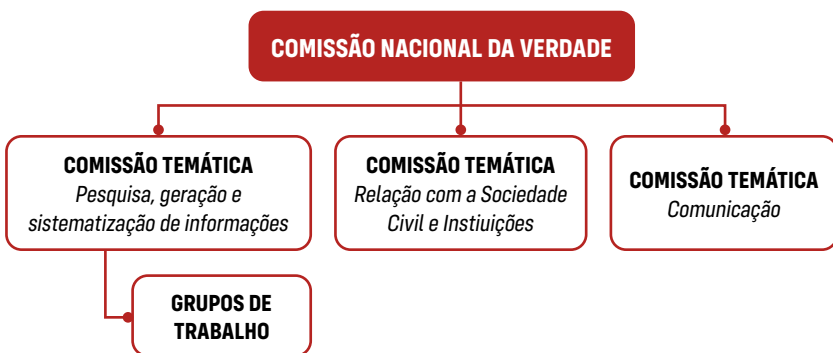 COMISSÃO NACIONAL DA VERDADE
COMISSÃO TEMÁTICA
Pesquisa, geração e
sistematização de informações
COMISSÃO TEMÁTICA
Relação com a Sociedade
Civil e Instiuições
COMISSÃO TEMÁTICA
Comunicação
GRUPOS DE
TRABALHO